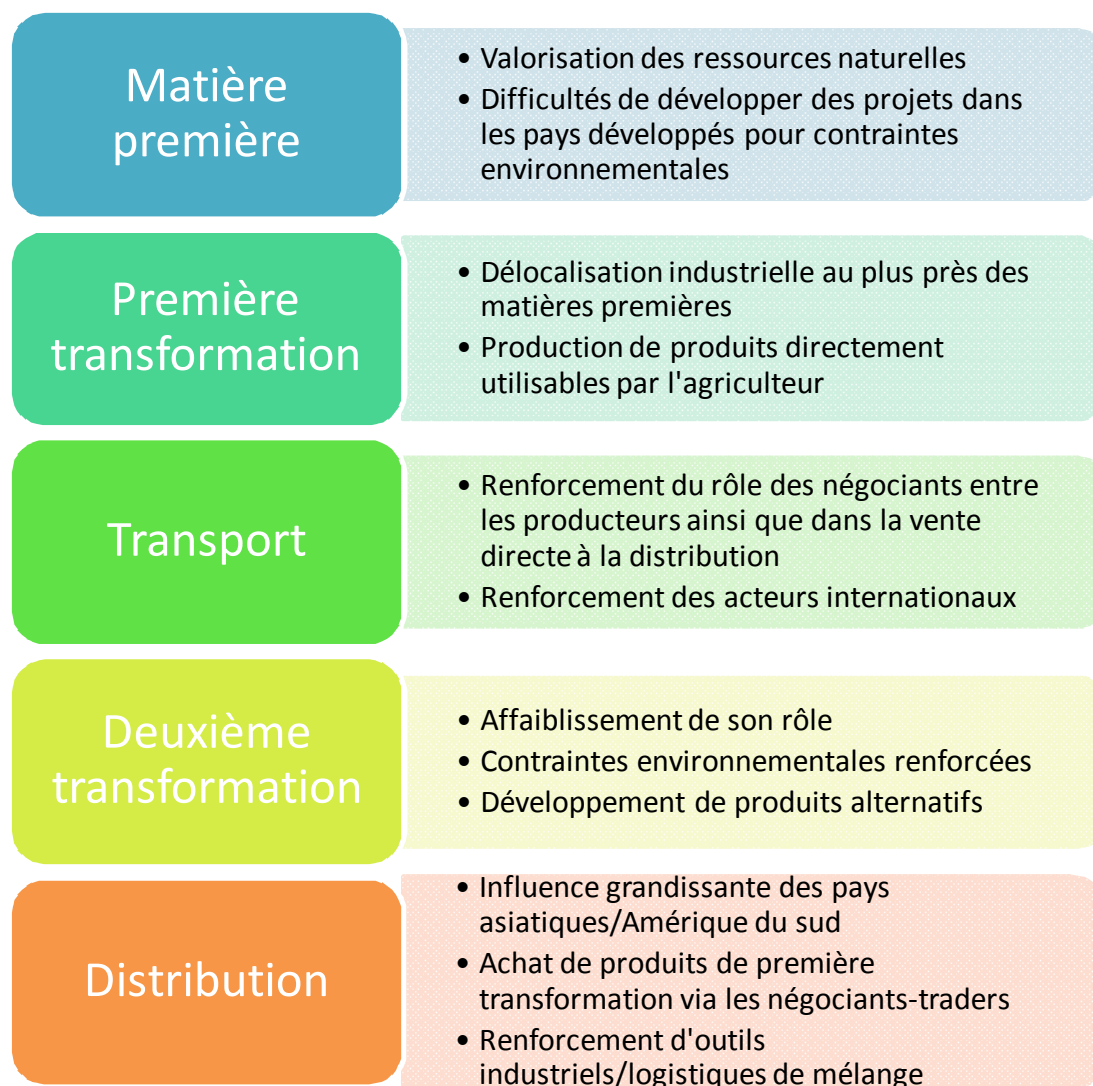 Matière
première
• Valorisation des ressources naturelles
• Difficultés de développer des projets dans
les pays développés pour contraintes
environnementales
Première
transformation
• Délocalisation industrielle au plus près des
matières premières
• Production de produits directement
utilisables par l'agriculteur
Transport
• Renforcement du rôle des négociants entre
les producteurs ainsi que dans la vente
directe à la distribution
• Renforcement des acteurs internationaux
Deuxième
transformation
• Affaiblissement de son rôle
• Contraintes environnementales renforcées
• Développement de produits alternatifs
Distribution
• Influence grandissante des pays
asiatiques/Amérique du sud
• Achat de produits de première
transformation via les négociants-traders
• Renforcement d'outils
industriels/logistiques de mélange